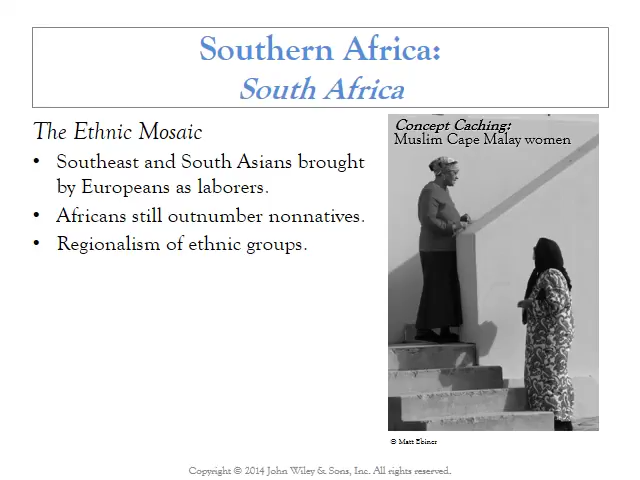 Southern Africa:
South Africa
The Ethnic Mosaic
• Southeast and South Asians brought
by Europeans as laborers.
• Africans still outnumber nonnatives.
• Regionalism of ethnic groups.
Concept Caching:
Muslim Cape Malay women
© Matt Ebiner
Copyright © 2014 John Wiley & Sons, Inc. All rights reserved.